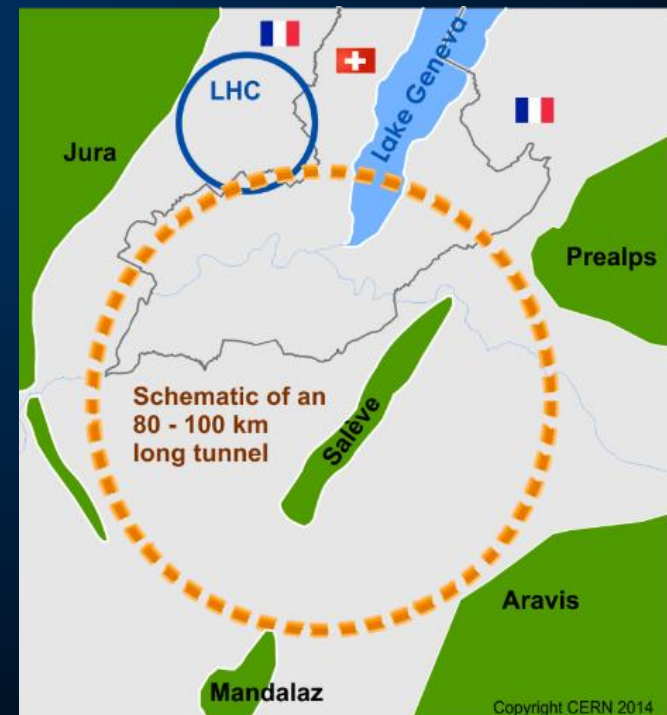 LHC
Lake Geneva
Jura
Prealps
Schematic of an
80 - 100 km
long tunnel
Salève
Aravis
Mandalaz
Copyright CERN 2014